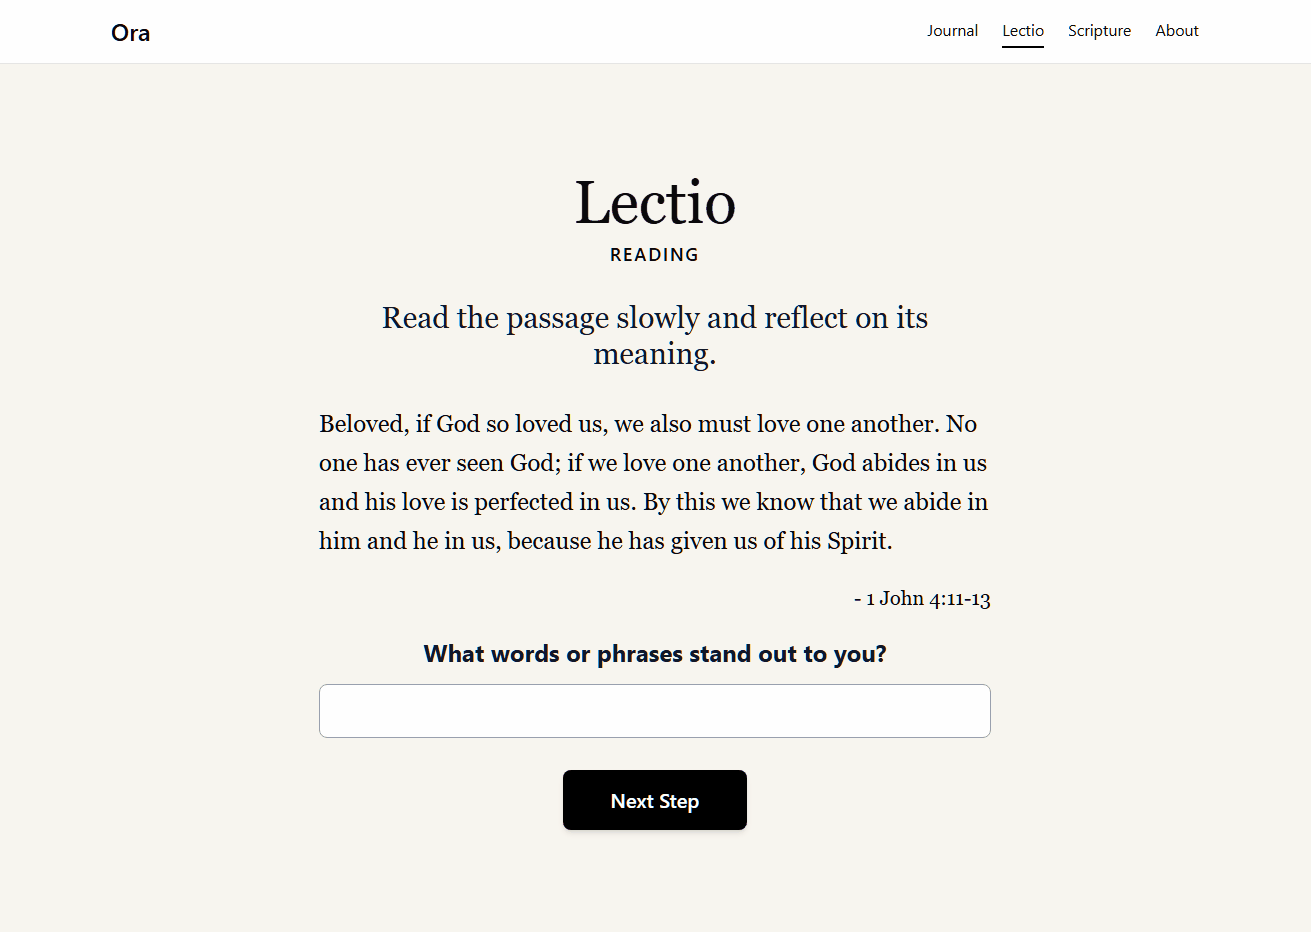 Ora
Journal Lectio Scripture About
Lectio
READING
Read the passage slowly and reflect on its
meaning.
Beloved, if God so loved us, we also must love one another. No
one has ever seen God; if we love one another, God abides in us
and his love is perfected in us. By this we know that we abide in
him and he in us, because he has given us of his Spirit.
- 1 John 4:11-13
What words or phrases stand out to you?
Next Step